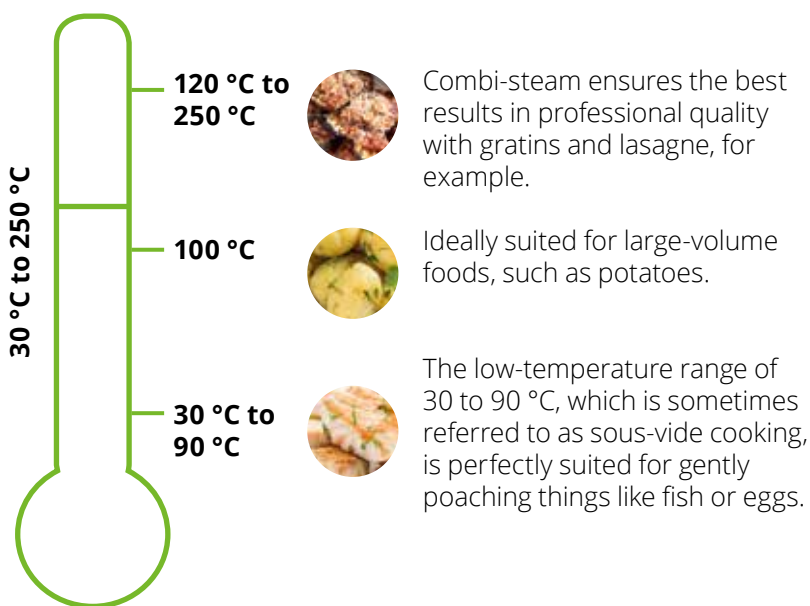 30 °C to 250 °C
120 °C to
250 °C
Combi-steam ensures the best
results in professional quality
with gratins and lasagne, for
example.
100 °C
Ideally suited for large-volume
foods, such as potatoes.
30 °C to
90 °C
The low-temperature range of
30 to 90 °C, which is sometimes
referred to as sous-vide cooking,
is perfectly suited for gently
poaching things like fish or eggs.